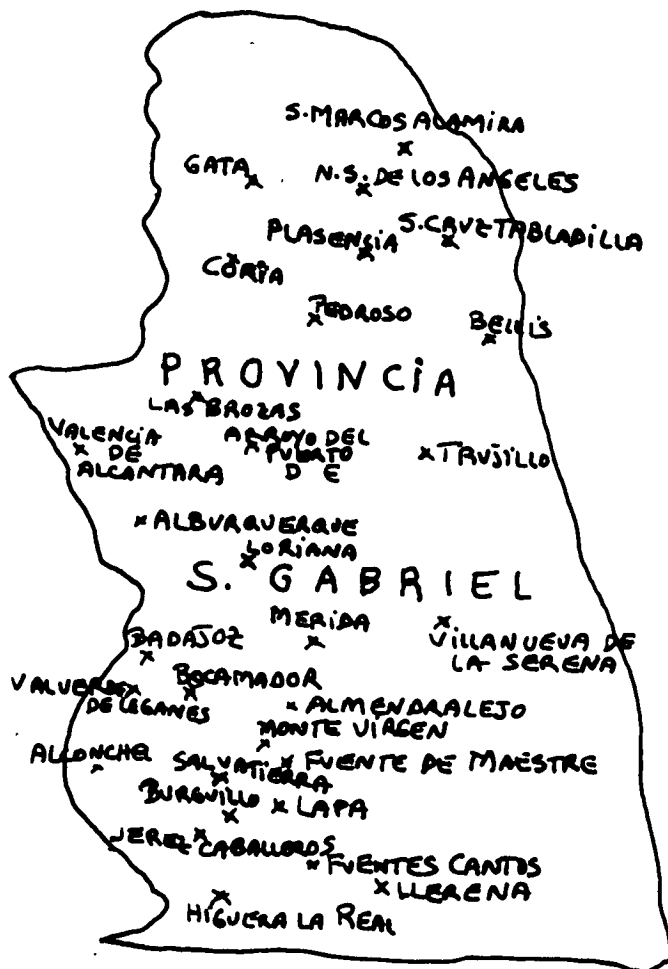 S. MARCOS ALAMIRA
GATA
N.S. DE LOS ANGELES
PLASENCIA
S. CRUZ TABLADILLA
CORIA
PEDROSO
BELVIS
PROVINCIA
LAS BROZAS
VALENCIA
DE
ALCANTARA
ARROYO DEL
PUERTO
DE
TRUJILLO
ALBURQUERQUE
LORIANA
S. GABRIEL
MERIDA
VILLANUEVA DE
LA SERENA
BADAJOZ
BOCAMADOR
VALVERDE
DE LEGANES
ALMENDRALEJO
MONTE VIRGEN
ALCONCHEL
SALVATIERRA
FUENTE DE MAESTRE
BURGUILLO
LAPA
JEREZ CABALLEROS
FUENTES CANTOS
LLERENA
HIGUERA LA REAL